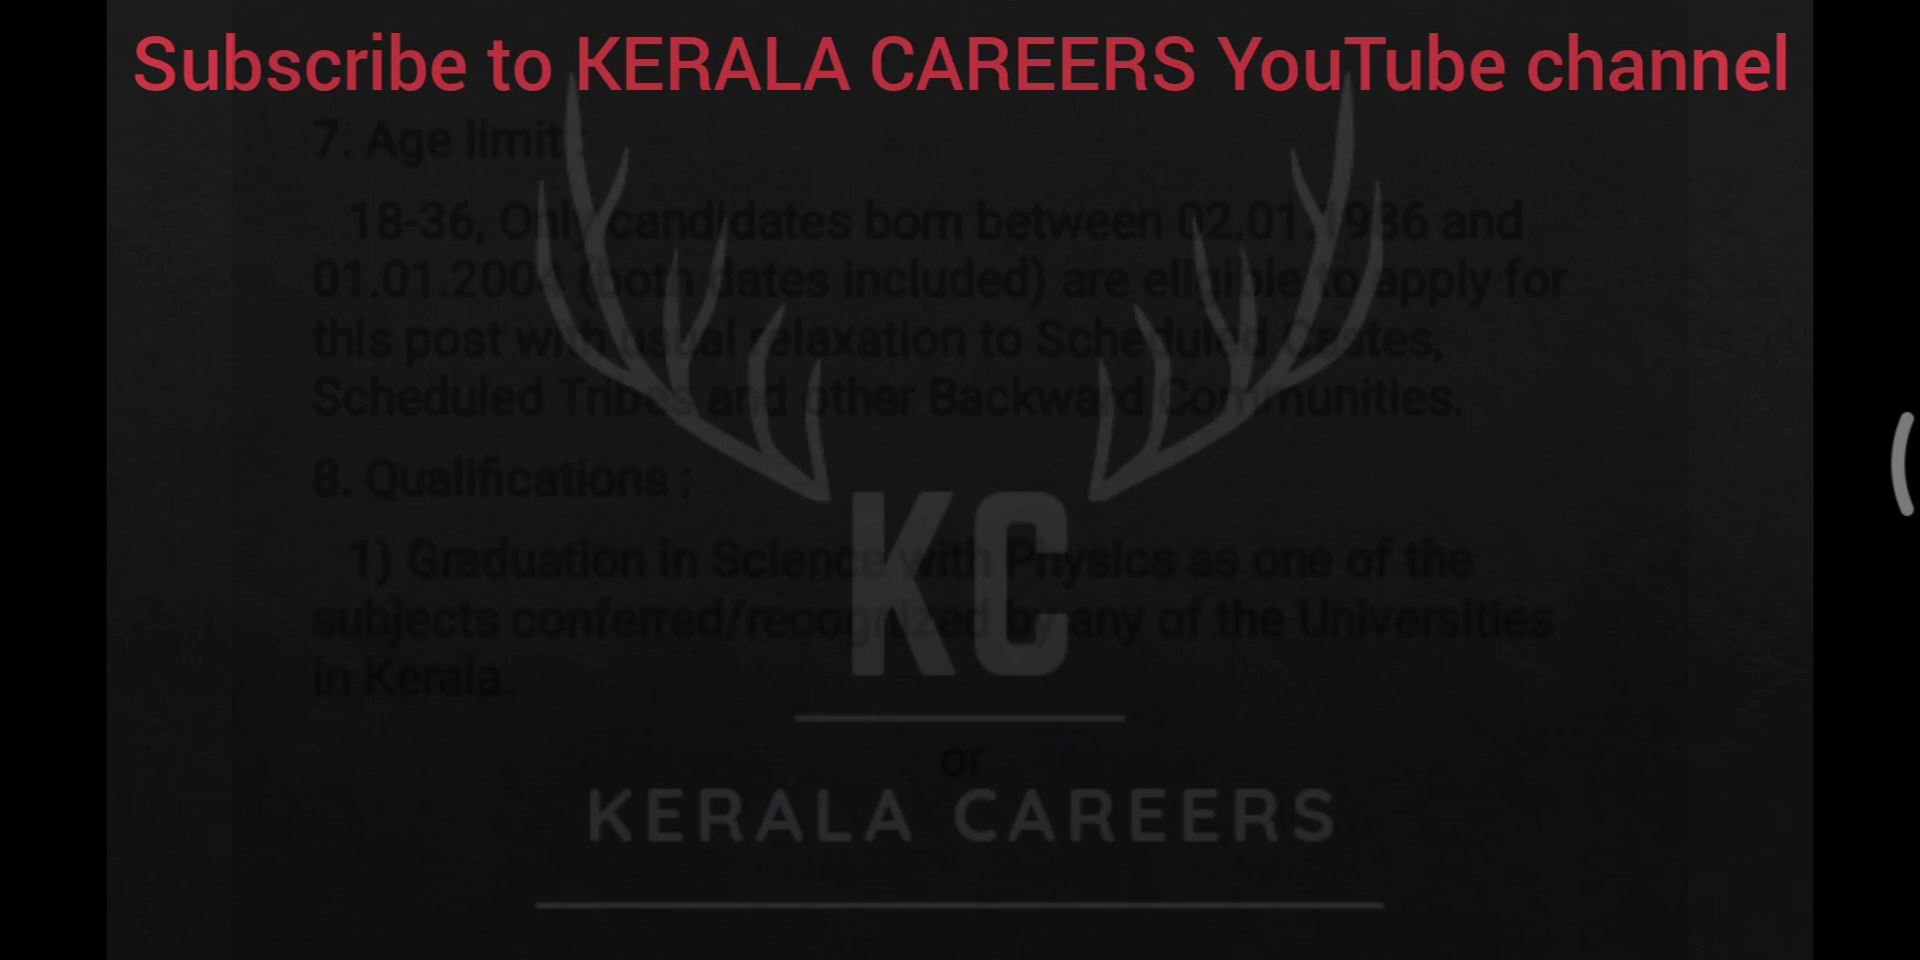 Subscribe to KERALA CAREERS YouTube channel
7. Age limit :
18-36, Only candidates born between 02.01.1986 and
01.01.2004 (both dates included) are eligible to apply for
this post with usual relaxation to Scheduled Castes,
Scheduled Tribes and other Backward Communities.
8. Qualifications :
1) Graduation in Science with Physics as one of the
subjects conferred/recognized by any of the Universities
in Kerala.
KC
or
KERALA CAREERS